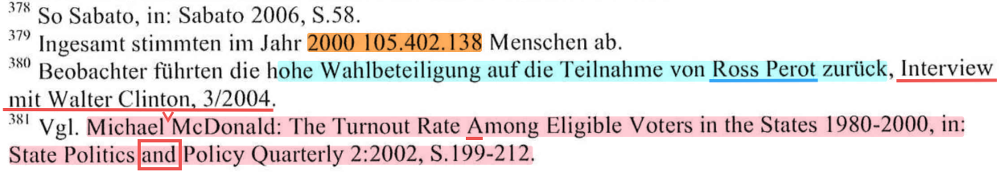 378 So Sabato, in: Sabato 2006, S.58.
379 Ingesamt stimmten im Jahr 2000 105.402.138 Menschen ab.
380 Beobachter führten die hohe Wahlbeteiligung auf die Teilnahme von Ross Perot zurück, Interview
mit Walter Clinton, 3/2004.
381 Vgl. Michael McDonald: The Turnout Rate Among Eligible Voters in the States 1980-2000, in:
State Politics and Policy Quarterly 2:2002, S.199-212.